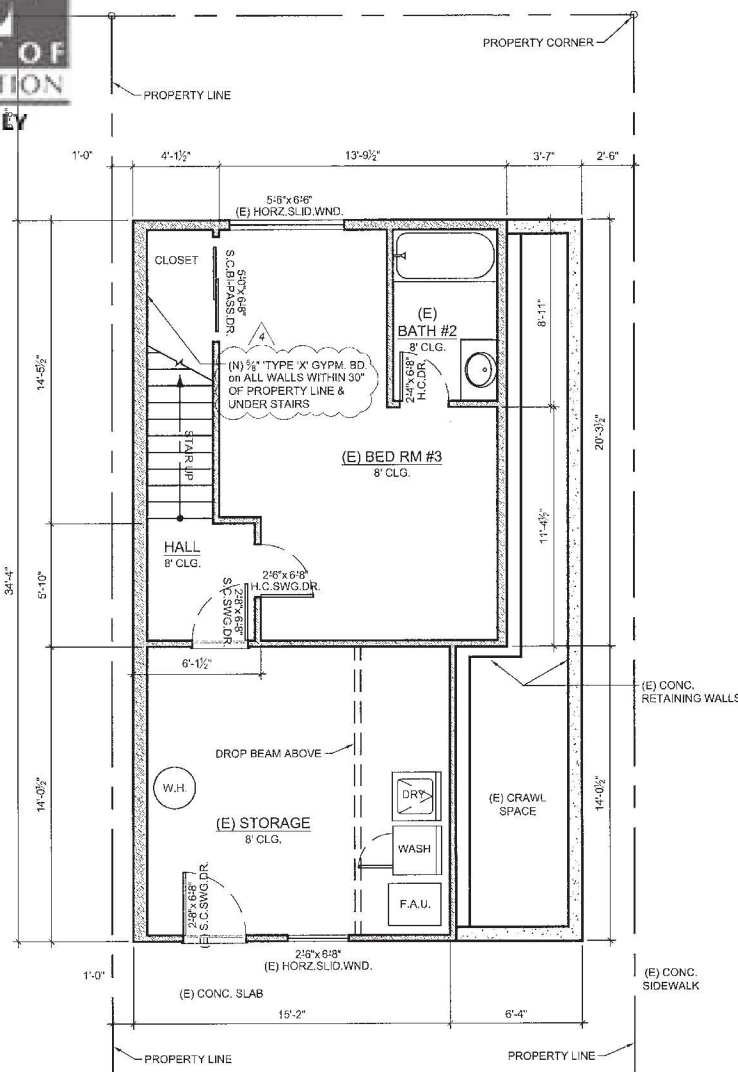 OF
TION
LY
PROPERTY CORNER
PROPERTY LINE
1'-0"
4'-1½"
13'-9½"
3'-7"
2'-6"
5'-6"x 6'-6"
(E) HORZ.SLID.WND.
CLOSET
5'-0"x 6'-8"
S.C.BI-PASS.DR.
(E)
BATH #2
8' CLG.
2'-4"x 6'-8"
H.C.DR.
8'-11"
4
(N) ⅝" 'TYPE 'X' GYPM. BD.
on ALL WALLS WITHIN 30"
OF PROPERTY LINE &
UNDER STAIRS
14'-5½"
STAIR UP
(E) BED RM #3
8' CLG.
20'-3½"
11'-4½"
34'-4"
5'-10"
HALL
8' CLG.
2'-6"x 6'-8"
H.C.SWG.DR.
2'-8"x 6'-8"
S.C.SWG.DR.
6'-1½"
(E) CONC.
RETAINING WALLS
DROP BEAM ABOVE
W.H.
DRY
(E) CRAWL
SPACE
14'-0½"
14'-0½"
(E) STORAGE
8' CLG.
WASH
F.A.U.
2'-8"x 6'-8"
(E) S.C.SWG.DR.
2'-6"x 6'-8"
(E) HORZ.SLID.WND.
1'-0"
(E) CONC. SLAB
(E) CONC.
SIDEWALK
15'-2"
6'-4"
PROPERTY LINE
PROPERTY LINE